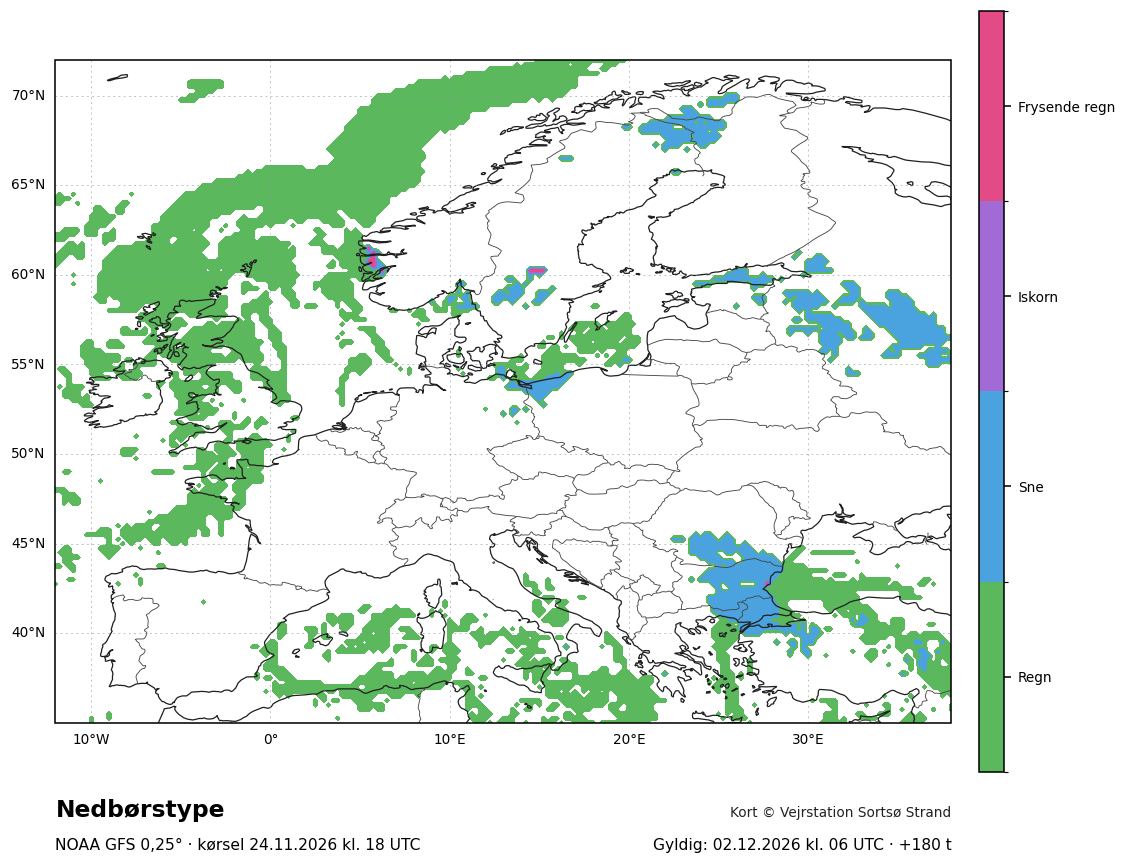 70°N
65°N
60°N
55°N
50°N
45°N
40°N
10°W
0°
10°E
20°E
30°E
Frysende regn
Iskorn
Sne
Regn
Nedbørstype
Kort © Vejrstation Sortsø Strand
NOAA GFS 0,25° · kørsel 24.11.2026 kl. 18 UTC
Gyldig: 02.12.2026 kl. 06 UTC · +180 t